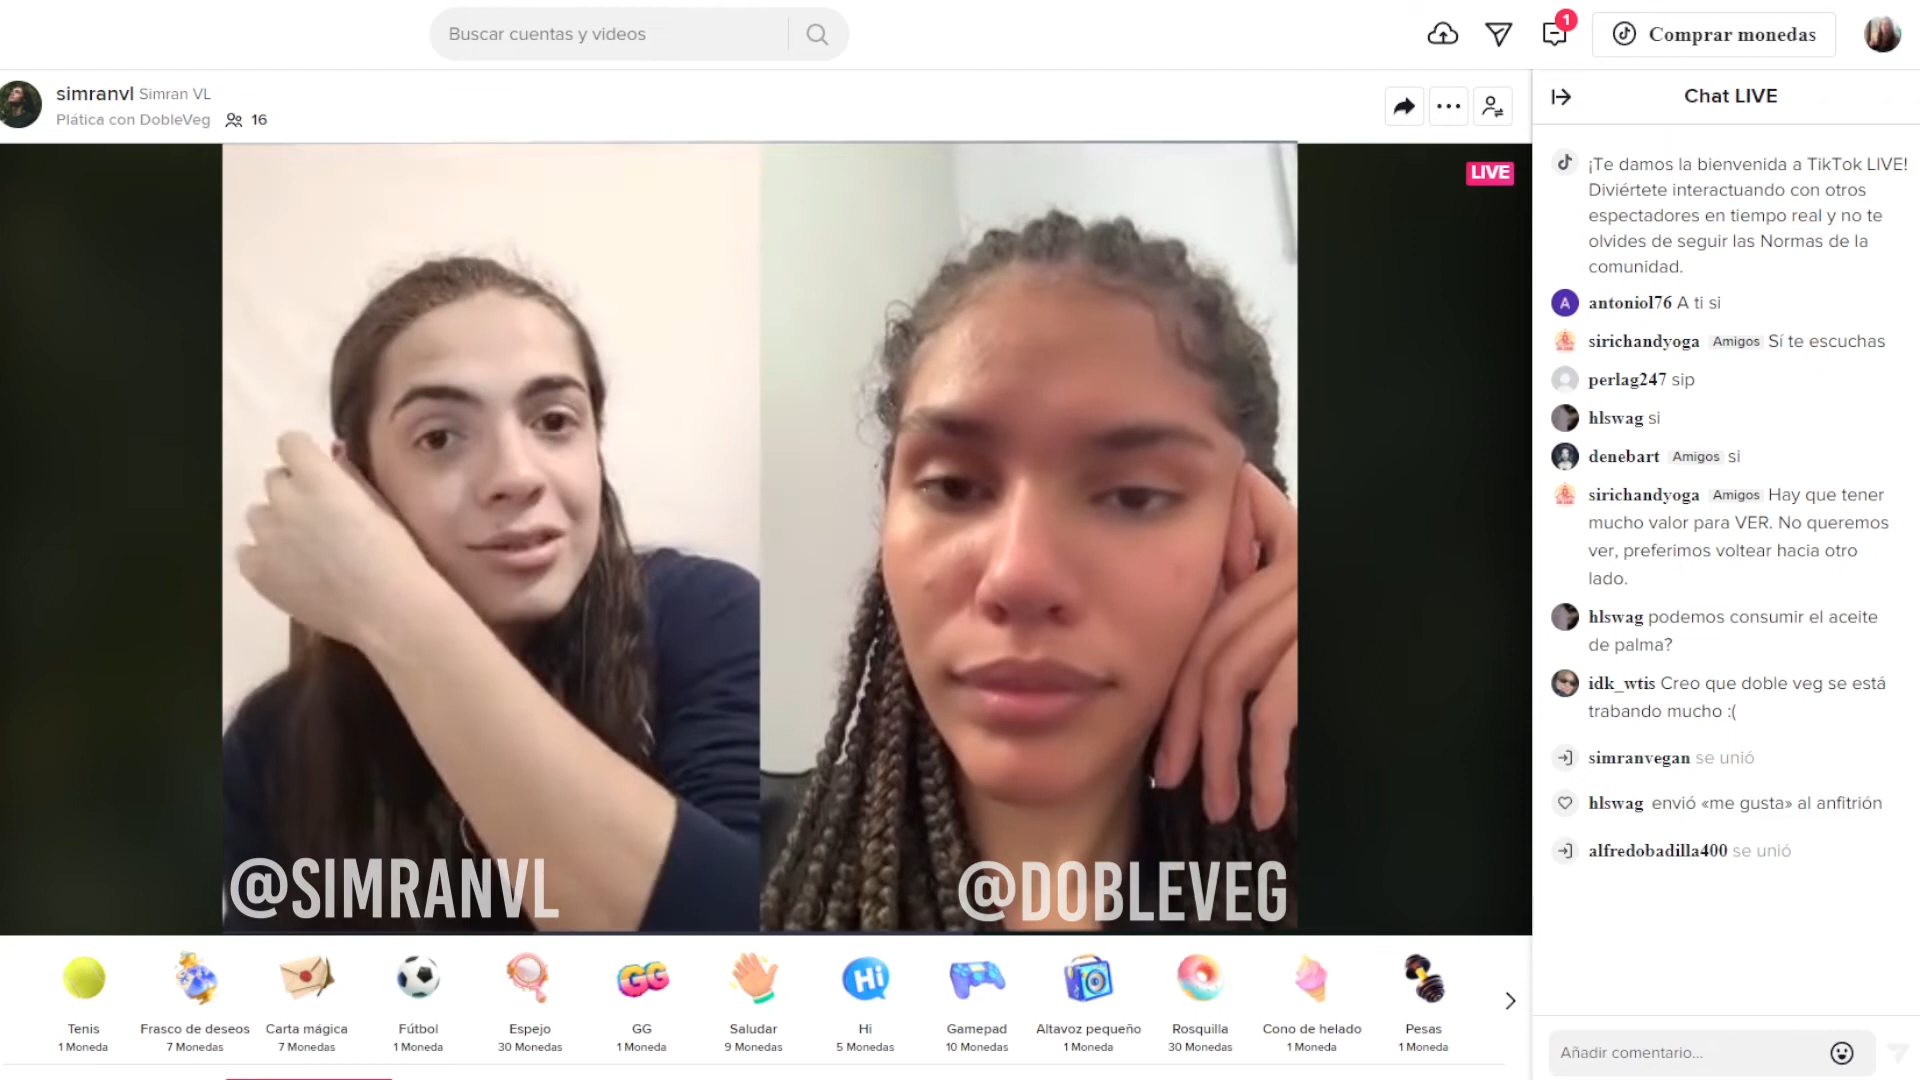 Buscar cuentas y videos
1
Comprar monedas
simranvl Simran VL
Plática con DobleVeg 16
LIVE
@SIMRANVL
@DOBLEVEG
Tenis
1 Moneda
Frasco de deseos
7 Monedas
Carta mágica
7 Monedas
Fútbol
1 Moneda
Espejo
30 Monedas
GG
GG
1 Moneda
Saludar
9 Monedas
Hi
Hi
5 Monedas
Gamepad
10 Monedas
Altavoz pequeño
1 Moneda
Rosquilla
30 Monedas
Cono de helado
1 Moneda
Pesas
1 Moneda
Chat LIVE
¡Te damos la bienvenida a TikTok LIVE!
Diviértete interactuando con otros
espectadores en tiempo real y no te
olvides de seguir las Normas de la
comunidad.
A antoniol76 A ti si
sirichandyoga Amigos Sí te escuchas
perlag247 sip
hlswag si
denebart Amigos si
sirichandyoga Amigos Hay que tener
mucho valor para VER. No queremos
ver, preferimos voltear hacia otro
lado.
hlswag podemos consumir el aceite
de palma?
idk_wtis Creo que doble veg se está
trabando mucho :(
simranvegan se unió
hlswag envió «me gusta» al anfitrión
alfredobadilla400 se unió
Añadir comentario...